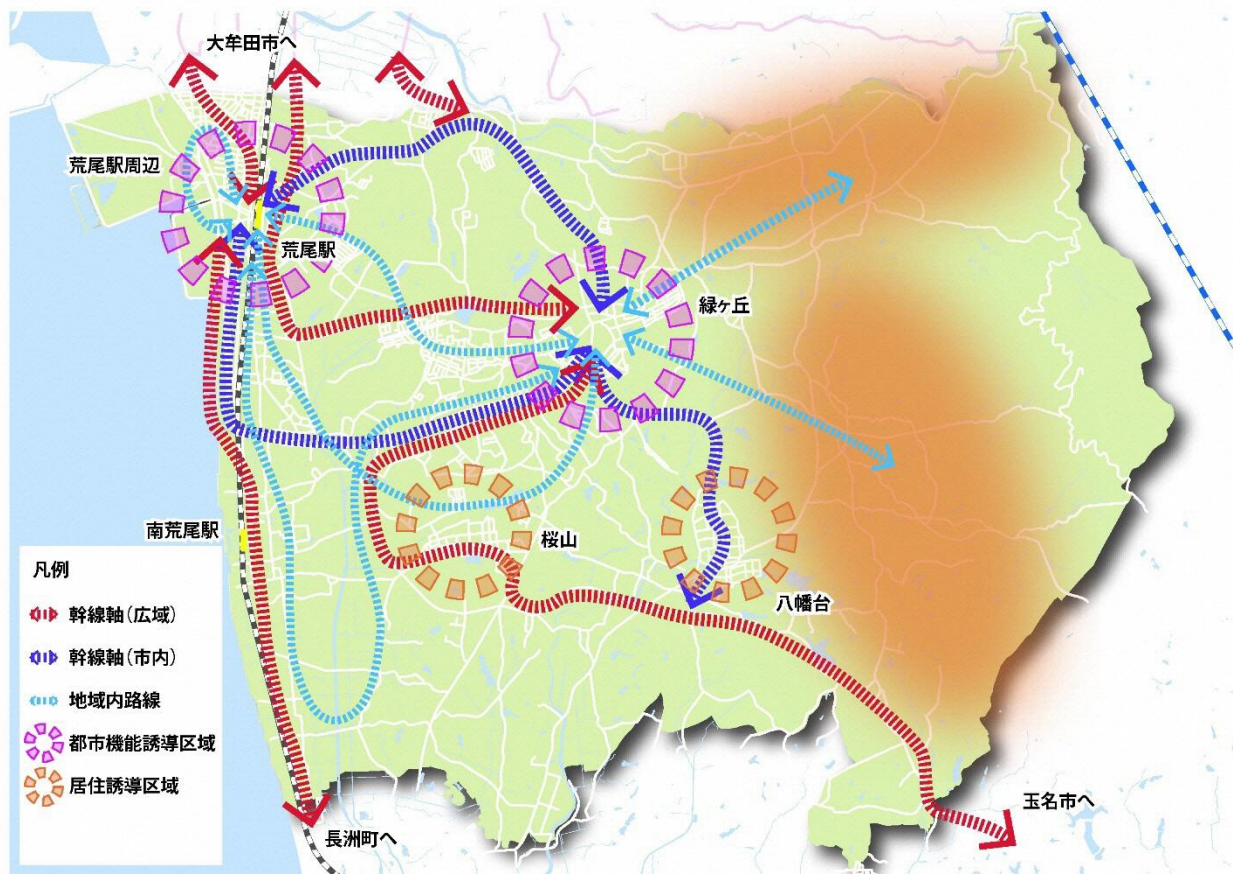 大牟田市へ
荒尾駅周辺
荒尾駅
緑ヶ丘
南荒尾駅
桜山
八幡台
凡例
幹線軸(広域)
幹線軸(市内)
地域内路線
都市機能誘導区域
居住誘導区域
長洲町へ
玉名市へ